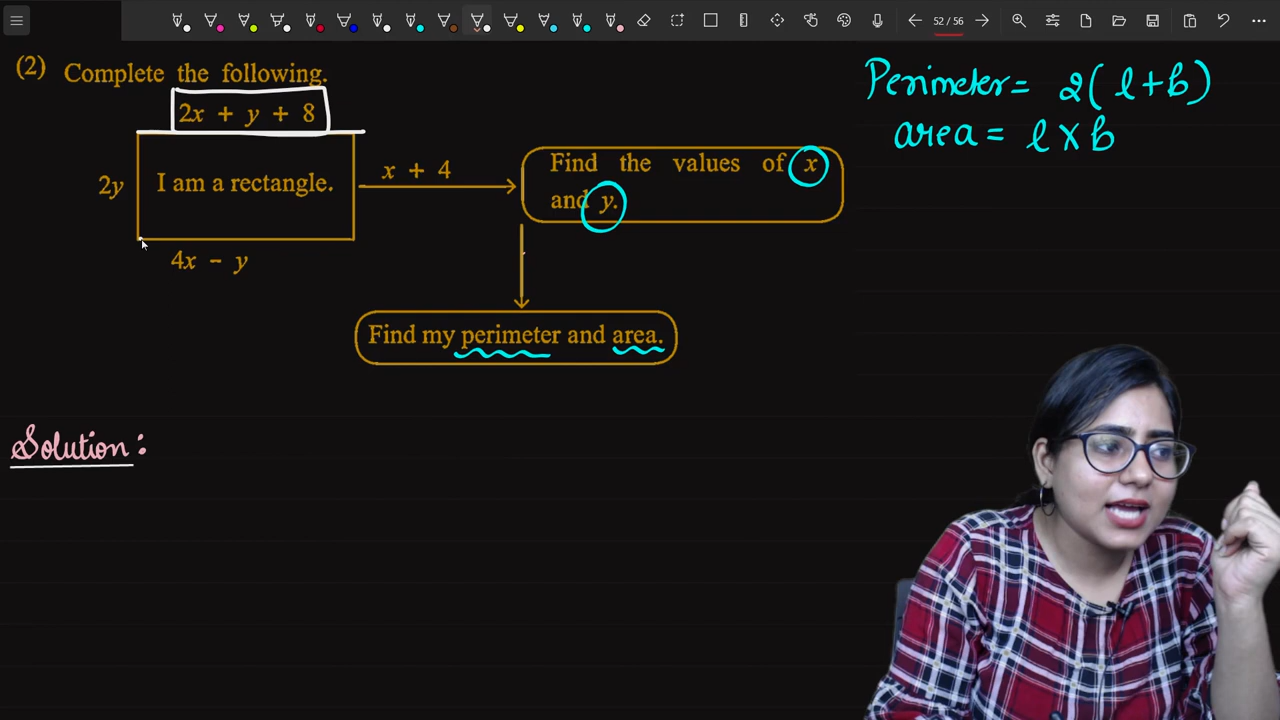 52 / 56
(2) Complete the following.
2x + y + 8
2y
I am a rectangle.
x + 4
4x - y
Find the values of x
and y.
Find my perimeter and area.
Perimeter = 2( l + b )
area = l x b
Solution :